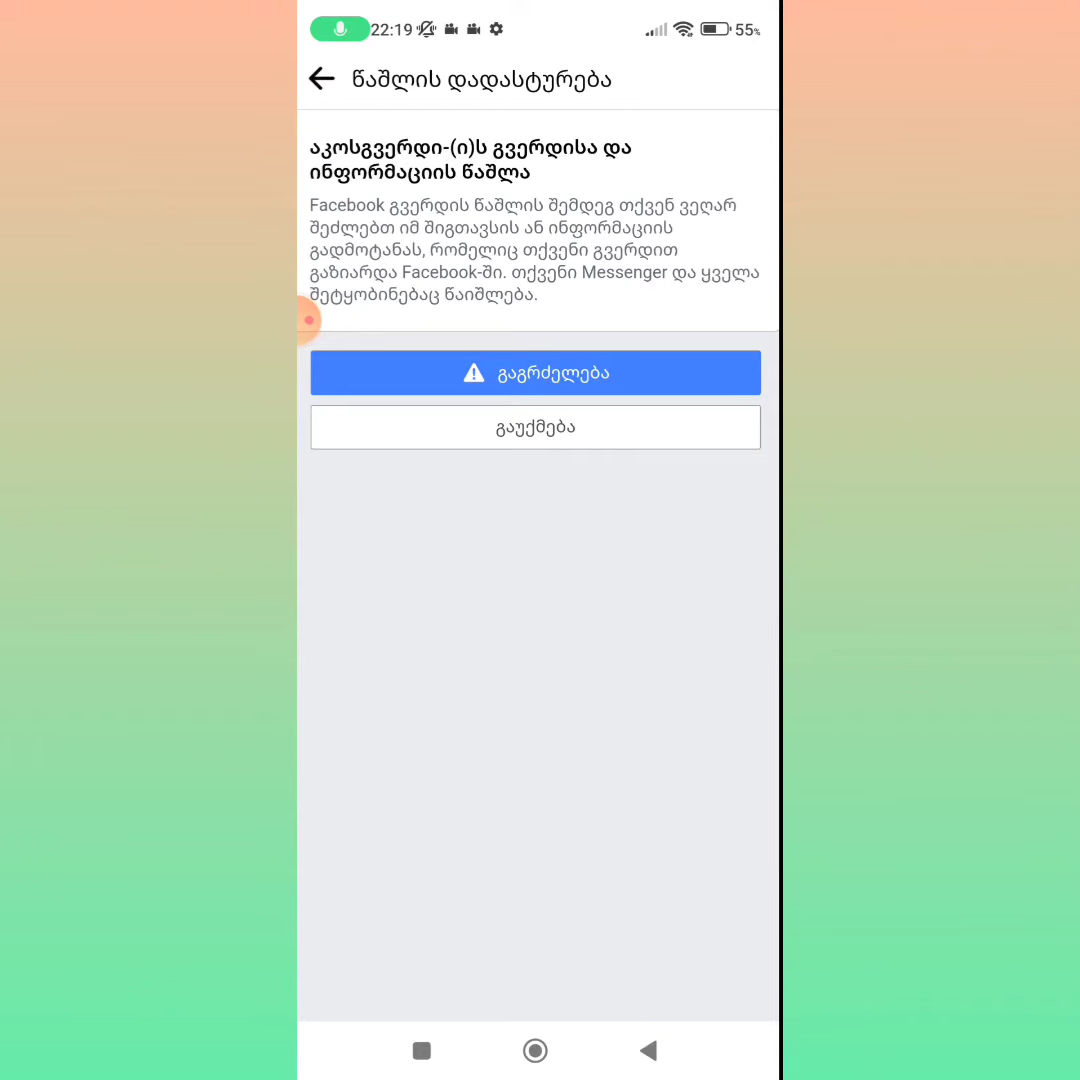 22:19 55%
წაშლის დადასტურება
აკოსგვერდი-(ი)ს გვერდისა და
ინფორმაციის წაშლა
Facebook გვერდის წაშლის შემდეგ თქვენ ვეღარ
შეძლებთ იმ შიგთავსის ან ინფორმაციის
გადმოტანას, რომელიც თქვენი გვერდით
გაზიარდა Facebook-ში. თქვენი Messenger და ყველა
შეტყობინებაც წაიშლება.
გაგრძელება
გაუქმება